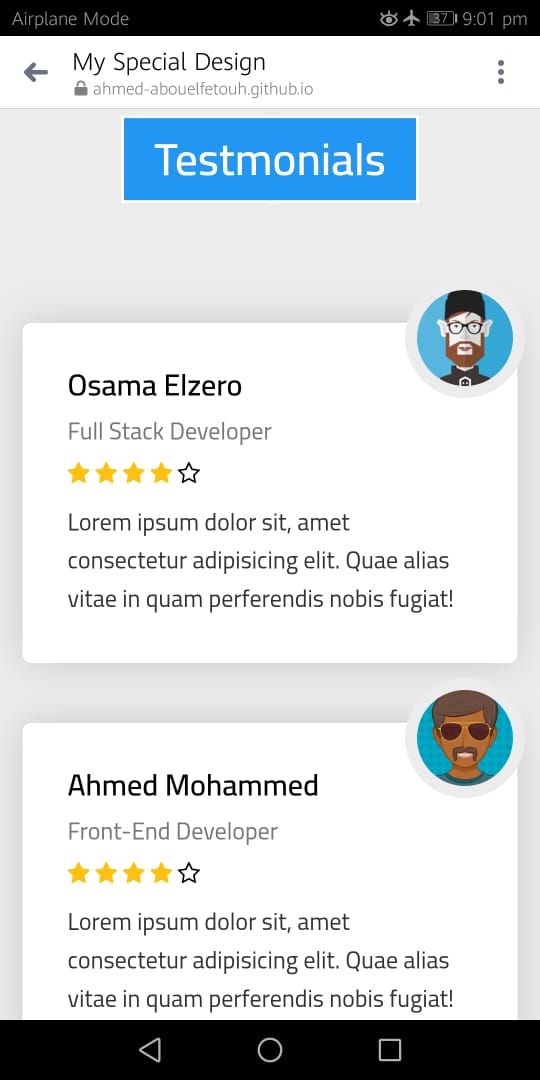 Airplane Mode 37 9:01 pm
My Special Design
ahmed-abouelfetouh.github.io
Testmonials
Osama Elzero
Full Stack Developer
Lorem ipsum dolor sit, amet
consectetur adipisicing elit. Quae alias
vitae in quam perferendis nobis fugiat!
Ahmed Mohammed
Front-End Developer
Lorem ipsum dolor sit, amet
consectetur adipisicing elit. Quae alias
vitae in quam perferendis nobis fugiat!